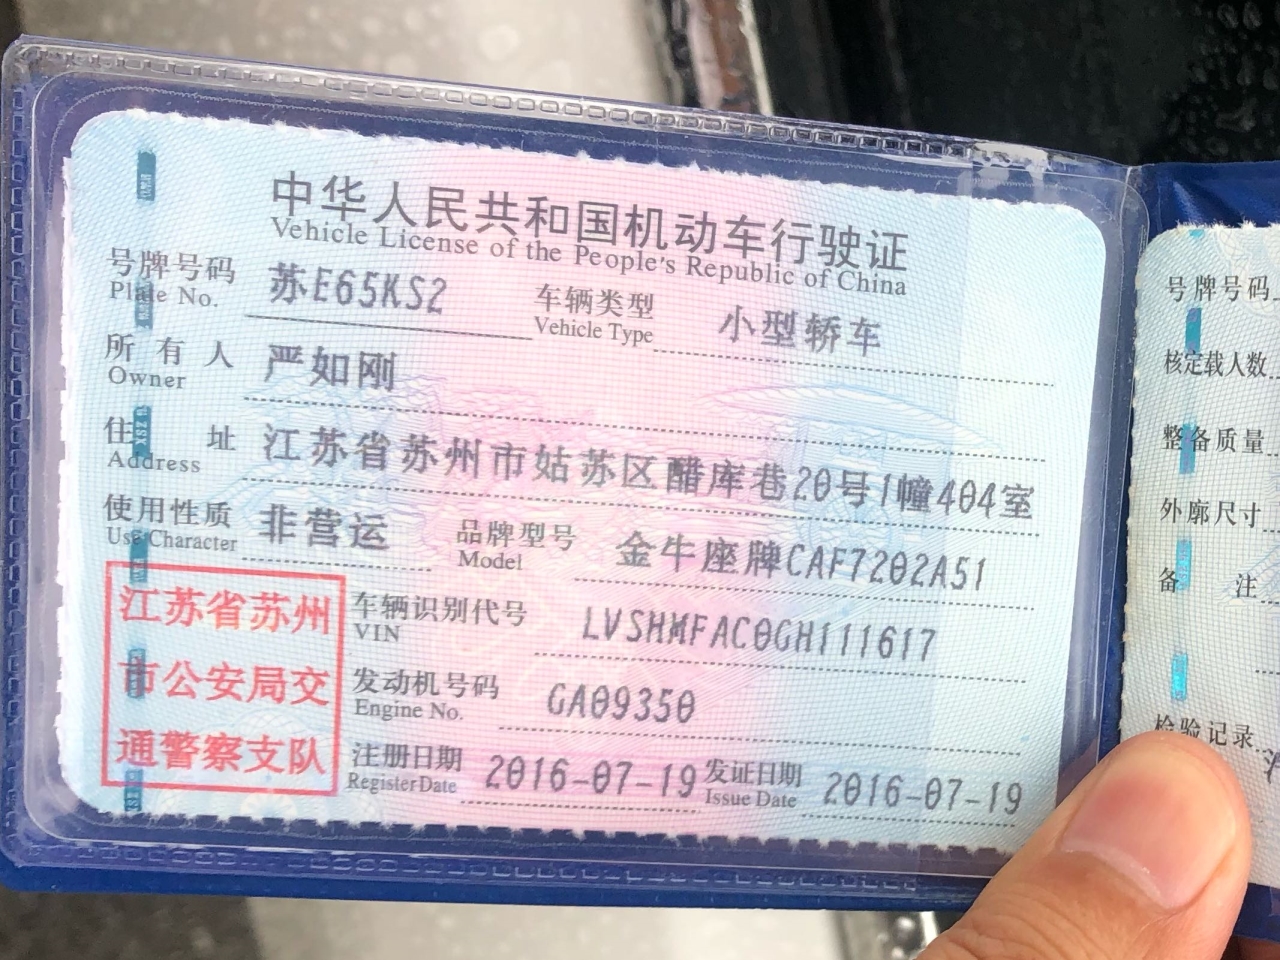 中华人民共和国机动车行驶证
Vehicle License of the People's Republic of China
号牌号码 苏E65KS2 车辆类型 小型轿车
Plate No. Vehicle Type
所有人 严如刚
Owner
住址 江苏省苏州市姑苏区醋库巷20号1幢404室
Address
使用性质 非营运 品牌型号 金牛座牌CAF7202A51
Use Character Model
江苏省苏州
市公安局交
通警察支队
车辆识别代号 LVSHMFAC0GH111617
VIN
发动机号码 GA09350
Engine No.
注册日期 2016-07-19 发证日期 2016-07-19
Register Date Issue Date
号牌号码
核定载人数
整备质量
外廓尺寸
备注
检验记录